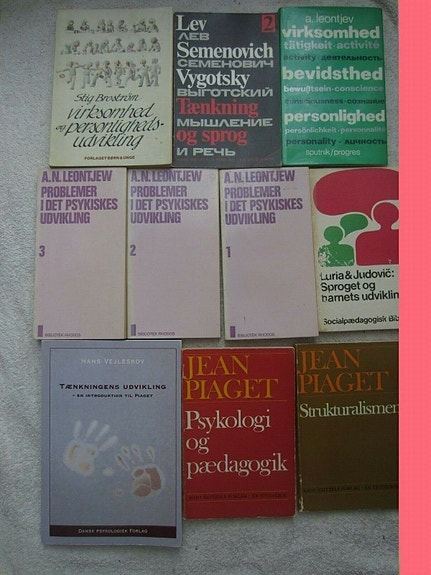 Stig Broström
virksomhed
og personligheds-
udvikling
FORLAGET BØRN & UNGE
Lev 2
ЛЕВ
Semenovich
СЕМЕНОВИЧ
Vygotsky
ВЫГОТСКИЙ
Tænkning
МЫШЛЕНИЕ
og sprog
И РЕЧЬ
a. leontjev
virksomhed
tätigkeit-activité
activity-деятельность
bevidsthed
bewußtsein-conscience
consciousness-сознание
personlighed
persönlichkeit-personnalité
personality-личность
sputnik/progres
A.N. LEONTJEW
PROBLEMER
I DET PSYKISKES
UDVIKLING
3
BIBLIOTEK RHODOS
A.N. LEONTJEW
PROBLEMER
I DET PSYKISKES
UDVIKLING
2
BIBLIOTEK RHODOS
A.N. LEONTJEW
PROBLEMER
I DET PSYKISKES
UDVIKLING
1
BIBLIOTEK RHODOS
Luria & Judovič:
Sproget og
barnets udviklin
Socialpædagogisk Bib
HANS VEJLESKOV
TÆNKNINGENS UDVIKLING
– EN INTRODUKTION TIL PIAGET
DANSK PSYKOLOGISK FORLAG
JEAN
PIAGET
Psykologi
og
pædagogik
JEAN
PIAGET
Strukturalismen